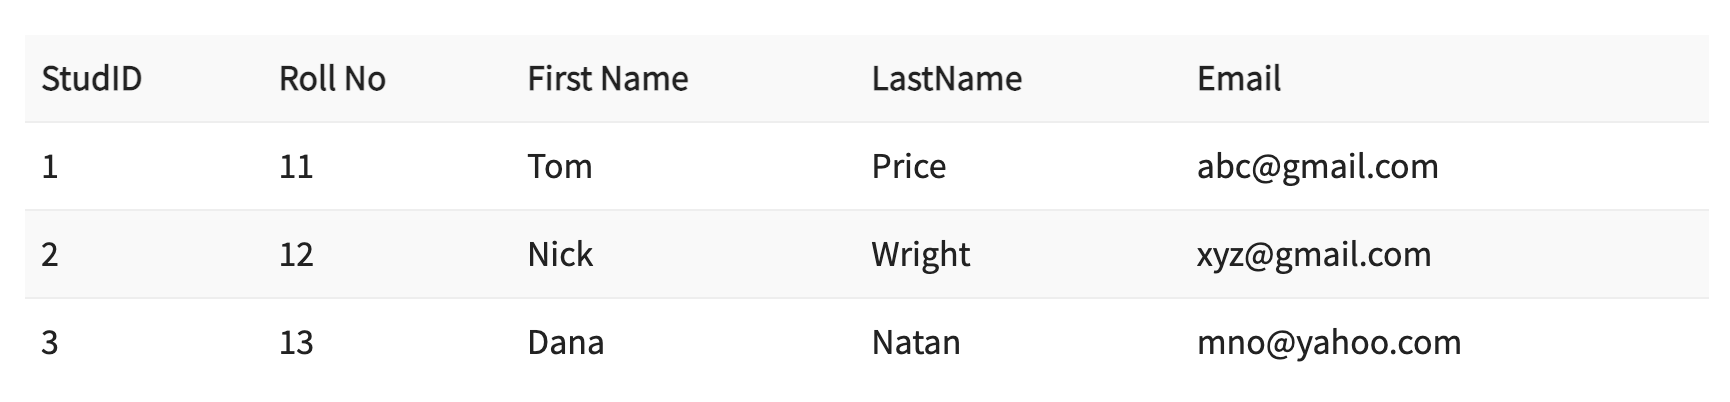 StudID Roll No First Name LastName Email
1 11 Tom Price abc@gmail.com
2 12 Nick Wright xyz@gmail.com
3 13 Dana Natan mno@yahoo.com